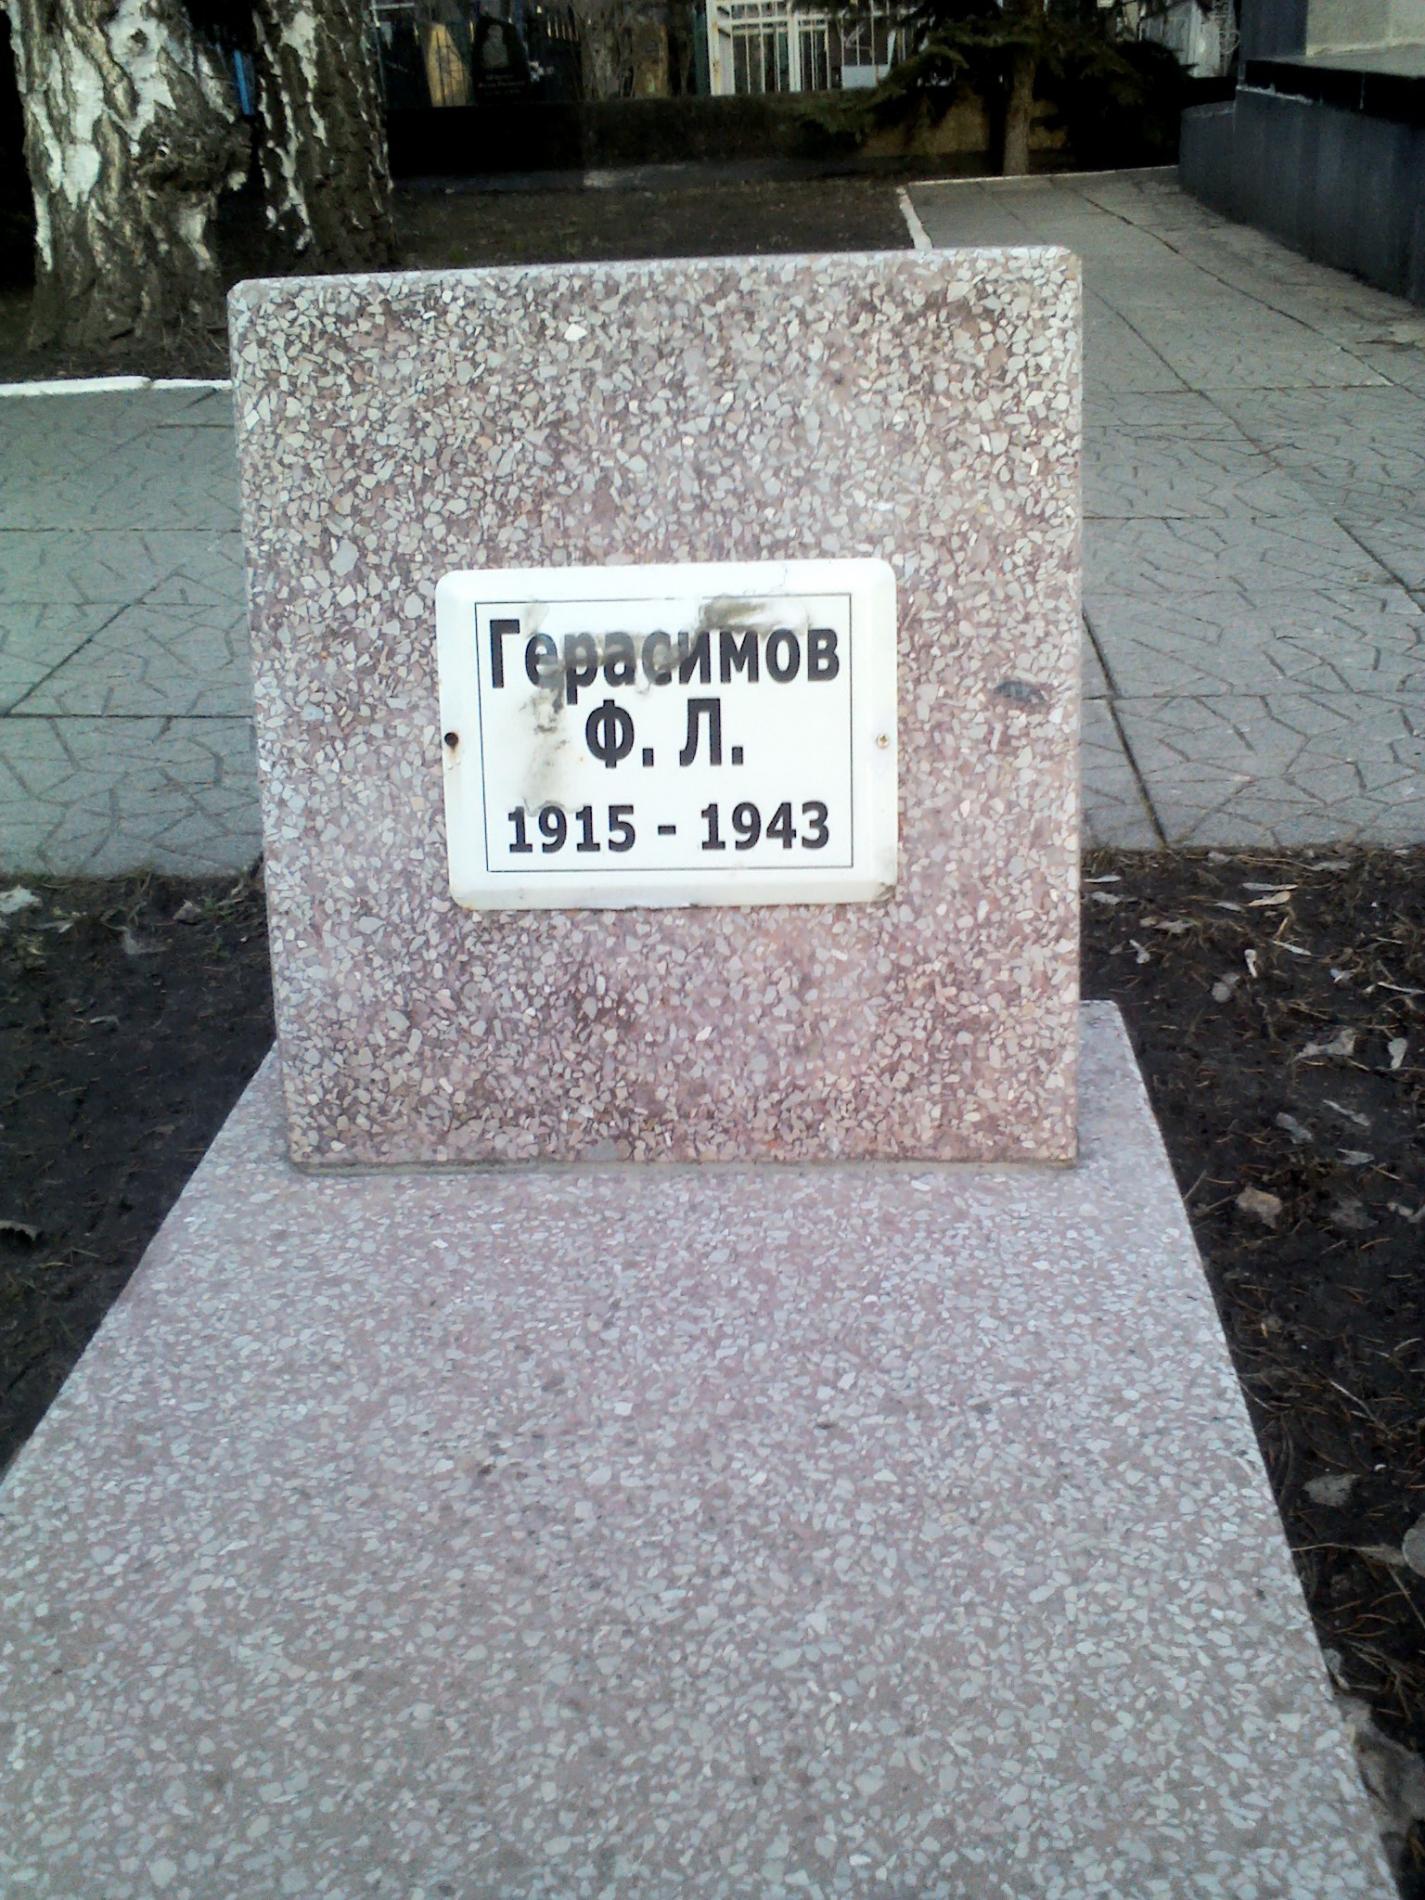 Герасимов
Ф. Л.
1915 - 1943